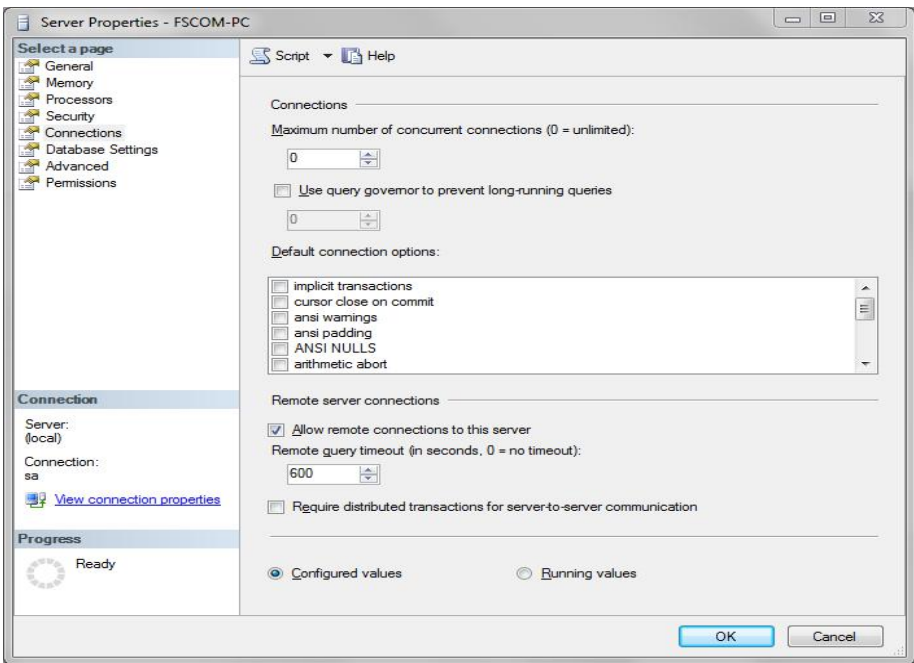 Server Properties - FSCOM-PC
Select a page
General
Memory
Processors
Security
Connections
Database Settings
Advanced
Permissions
Connection
Server:
(local)
Connection:
sa
View connection properties
Progress
Ready
Script
Help
Connections
Maximum number of concurrent connections (0 = unlimited):
0
Use query governor to prevent long-running queries
0
Default connection options:
implicit transactions
cursor close on commit
ansi warnings
ansi padding
ANSI NULLS
arithmetic abort
Remote server connections
Allow remote connections to this server
Remote query timeout (in seconds, 0 = no timeout):
600
Require distributed transactions for server-to-server communication
Configured values
Running values
OK
Cancel